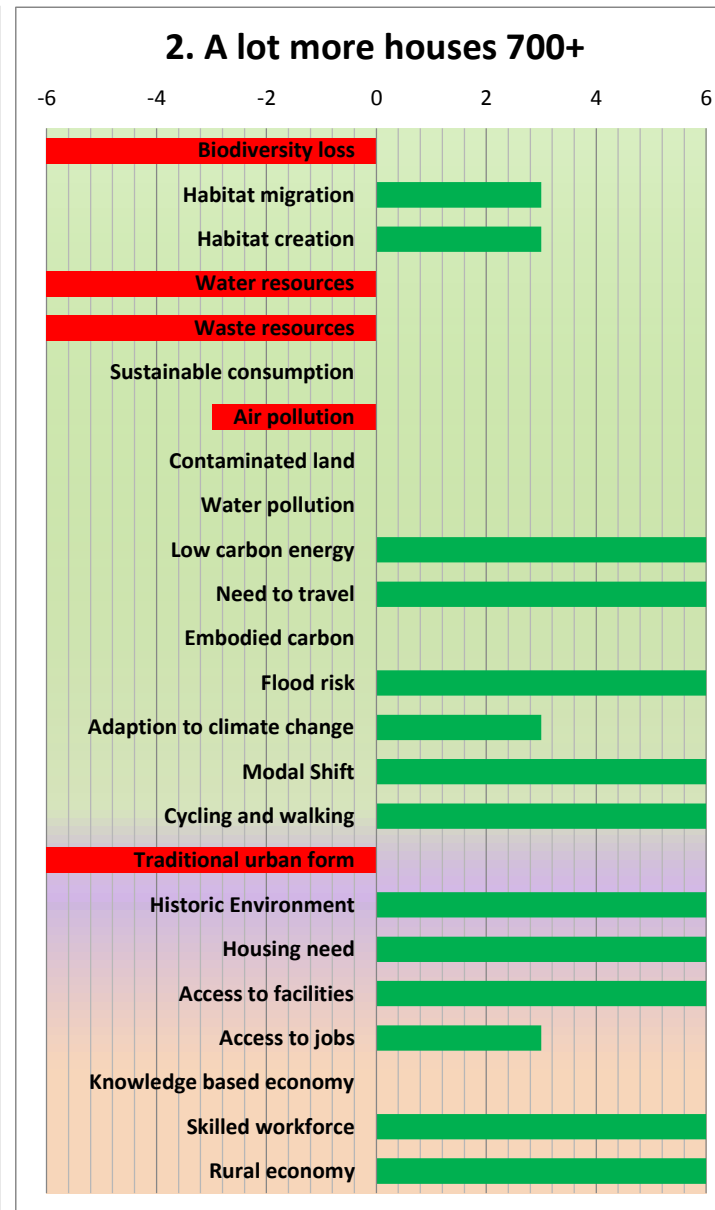 2. A lot more houses 700+
-6 -4 -2 0 2 4 6
Biodiversity loss
Habitat migration
Habitat creation
Water resources
Waste resources
Sustainable consumption
Air pollution
Contaminated land
Water pollution
Low carbon energy
Need to travel
Embodied carbon
Flood risk
Adaption to climate change
Modal Shift
Cycling and walking
Traditional urban form
Historic Environment
Housing need
Access to facilities
Access to jobs
Knowledge based economy
Skilled workforce
Rural economy